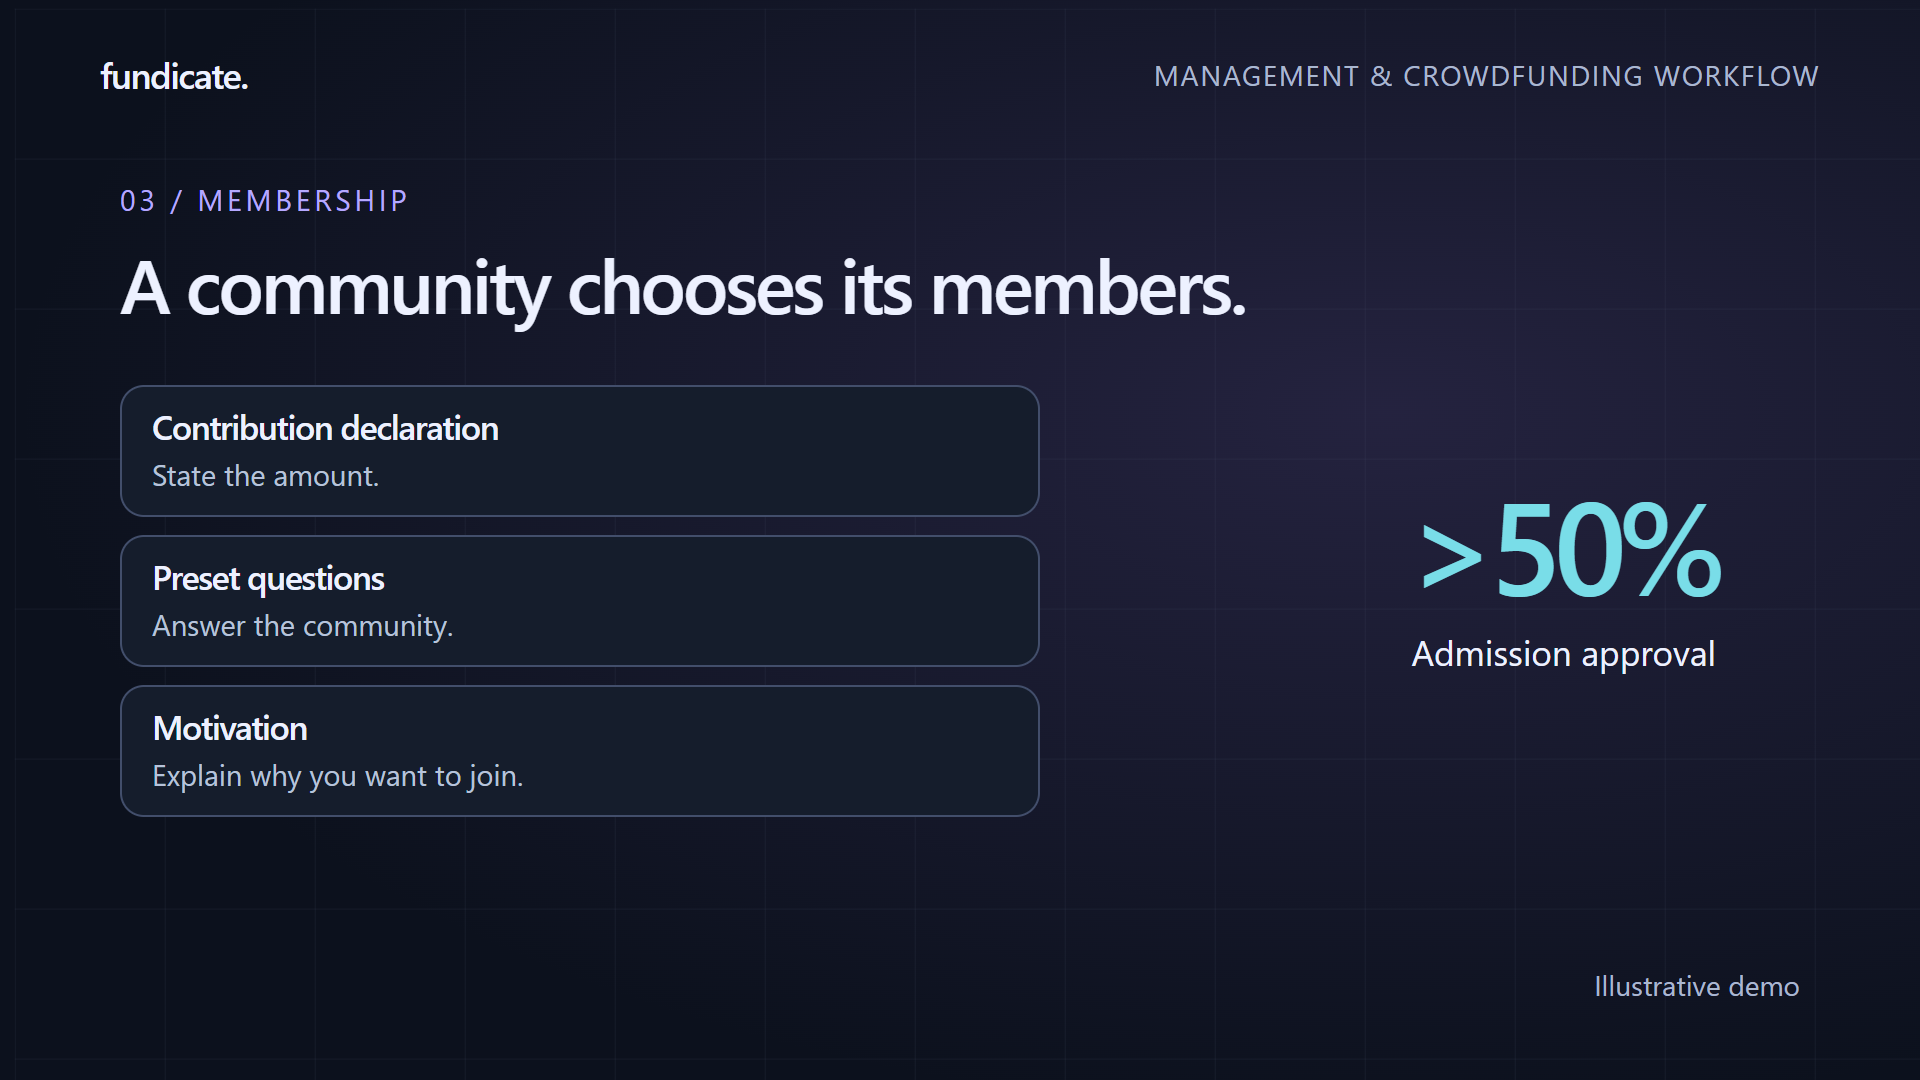 fundicate.
MANAGEMENT & CROWDFUNDING WORKFLOW
03 / MEMBERSHIP
A community chooses its members.
Contribution declaration
State the amount.
Preset questions
Answer the community.
Motivation
Explain why you want to join.
>50%
Admission approval
Illustrative demo